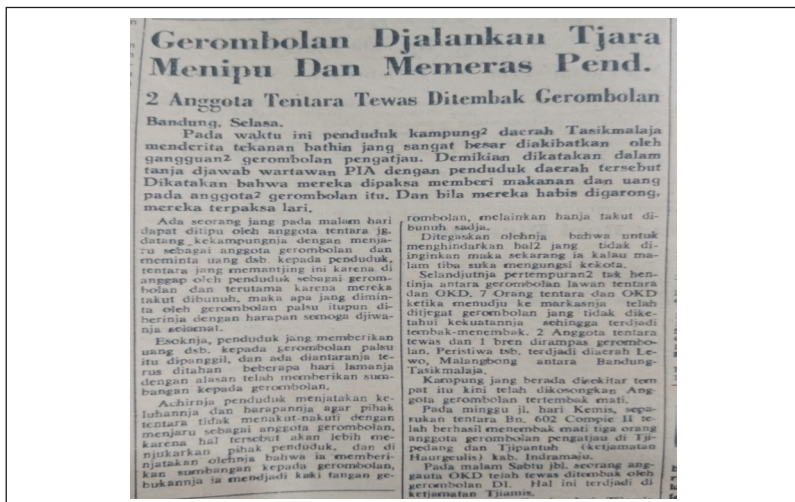 Gerombolan Djalankan Tjara
Menipu Dan Memeras Pend.
2 Anggota Tentara Tewas Ditembak Gerombolan
Bandung, Selasa.
Pada waktu ini penduduk kampung2 daerah Tasikmalaja
menderita tekanan bathin jang sangat besar diakibatkan oleh
gangguan2 gerombolan pengatjau. Demikian dikatakan dalam
tanja djawab wartawan PIA dengan penduduk daerah tersebut
Dikatakan bahwa mereka dipaksa memberi makanan dan uang
pada anggota2 gerombolan itu. Dan bila mereka habis digarong,
mereka terpaksa lari.
Ada seorang jang pada malam hari
dapat ditipu oleh anggota tentara jg.
datang kekampungnja dengan menja-
ru sebagai anggota gerombolan dan
meminta uang dsb. kepada penduduk,
tentara jang memantjing ini karena di
anggap oleh penduduk sebagai gerom-
bolan dan terutama karena mereka
takut dibunuh, maka apa jang dimin-
ta oleh gerombolan palsu itupun di-
berinja dengan harapan semoga djiwa-
nja selamat.
Esoknja, penduduk jang memberikan
uang dsb. kepada gerombolan palsu
itu dipanggil, dan ada diantaranja te-
rus ditahan beberapa hari lamanja
dengan alasan telah memberikan sum-
bangan kepada gerombolan.
Achirnja penduduk menjatakan ke-
luhannja dan harapannja agar pihak
tentara tidak menakut-nakuti dengan
menjaru sebagai anggota gerombolan,
karena hal tersebut akan lebih me-
njukarkan pihak penduduk, dan di
njatakan olehnja bahwa ia memberi-
kan sumbangan kepada gerombolan,
bukannja ia mendjadi kaki tangan ge-
rombolan, melainkan hanja takut di-
bunuh sadja.
Ditegaskan olehnja bahwa untuk
menghindarkan hal2 jang tidak di-
inginkan maka sekarang ia kalau ma-
lam tiba suka mengungsi kekota.
Selandjutnja pertempuran2 tak hen-
tinja antara gerombolan lawan tentara
dan OKD. 7 Orang tentara dan OKD
ketika menudju ke markasnja telah
ditjegat gerombolan jang tidak dike-
tahui kekuatannja sehingga terdjadi
tembak-menembak. 2 Anggota tentara
tewas dan 1 bren dirampas gerombo-
lan. Peristiwa tsb. terdjadi diaerah Le-
wo, Malangbong antara Bandung-
Tasikmalaja.
Kampung jang berada disekitar tem
pat itu kini telah dikosongkan Ang-
gota gerombolan tertembak mati.
Pada minggu jl. hari Kemis, sepa-
rukan tentara Bn. 602 Compie II te-
lah berhasil menembak mati tiga orang
anggota gerombolan pengatjau di Tji-
pedang dan Tjipantuh (ketjamatan
Haurgeulis) kab. Indramaju.
Pada malam Sabtu jbl. seorang ang-
gauta OKD telah tewas ditembak oleh
gerombolan DI. Hal ini terdjadi di
ketjamatan Tjiamis.